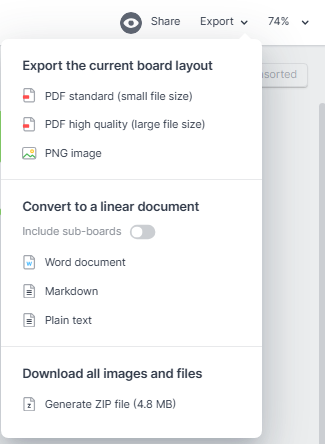 Share Export 74%
Export the current board layout
PDF standard (small file size)
PDF high quality (large file size)
PNG image
Convert to a linear document
Include sub-boards
Word document
Markdown
Plain text
Download all images and files
Generate ZIP file (4.8 MB)